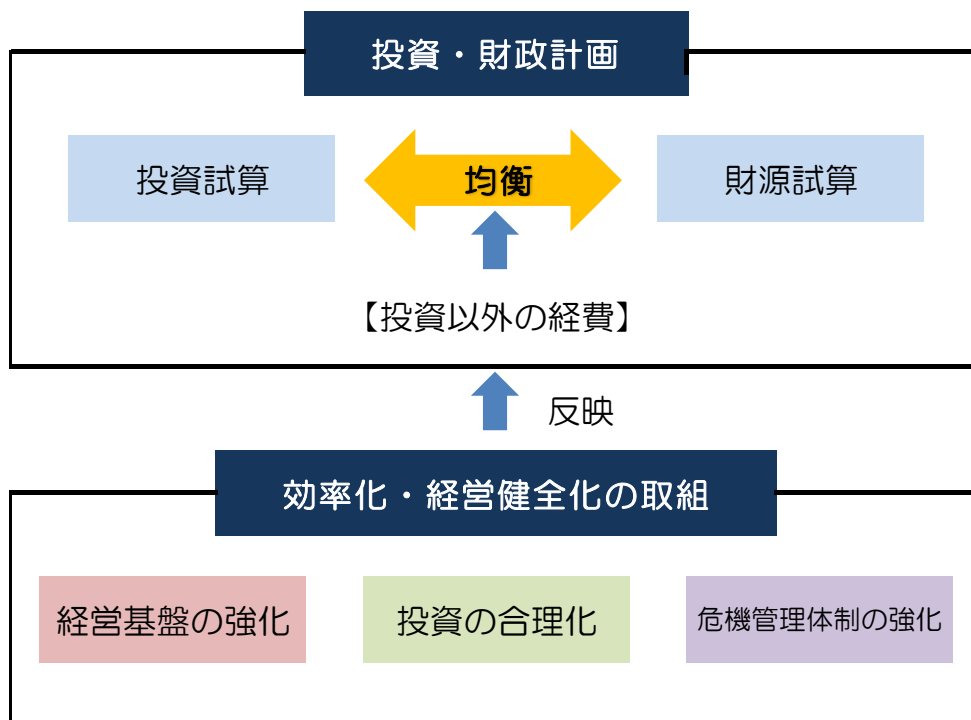 投資・財政計画
投資試算
均衡
財源試算
【投資以外の経費】
反映
効率化・経営健全化の取組
経営基盤の強化
投資の合理化
危機管理体制の強化